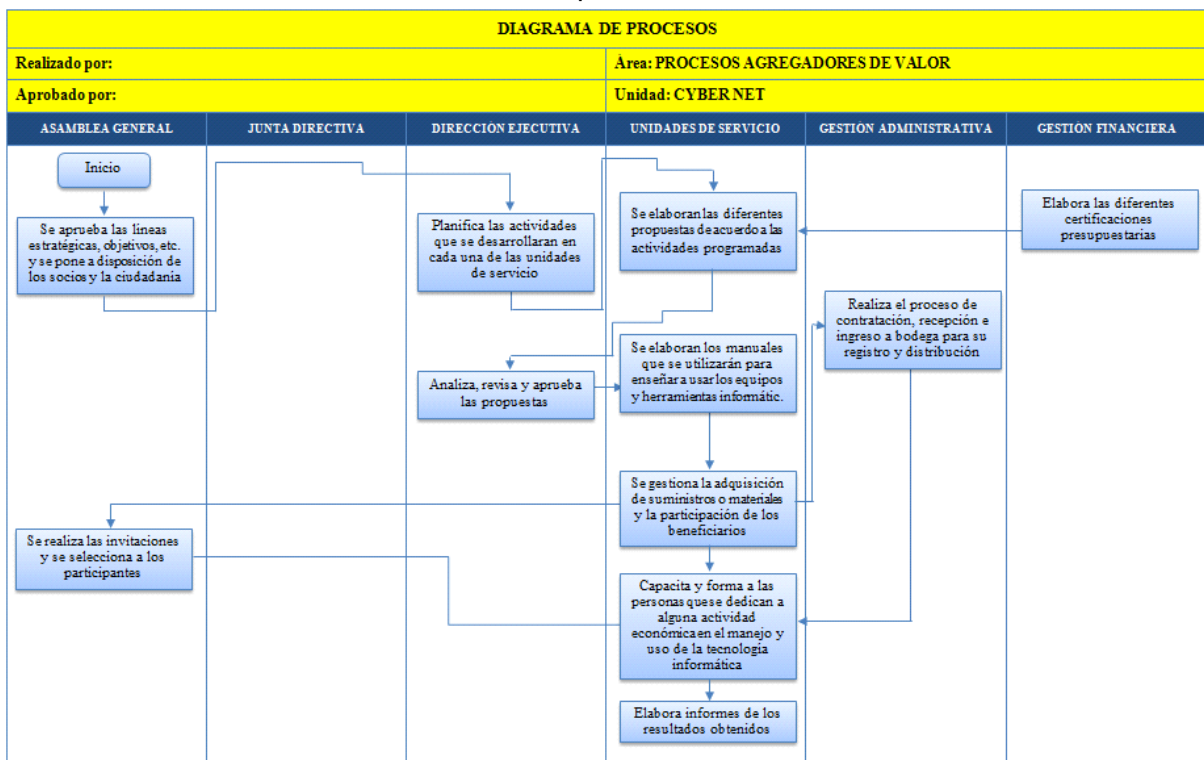 DIAGRAMA DE PROCESOS
Realizado por:
Área: PROCESOS AGREGADORES DE VALOR
Aprobado por:
Unidad: CYBER NET
ASAMBLEA GENERAL
JUNTA DIRECTIVA
DIRECCIÓN EJECUTIVA
UNIDADES DE SERVICIO
GESTIÓN ADMINISTRATIVA
GESTIÓN FINANCIERA
Inicio
Se aprueba las líneas
estratégicas, objetivos, etc.
y se pone a disposición de
los socios y la ciudadanía
Planifica las actividades
que se desarrollaran en
cada una de las unidades
de servicio
Se elaboran las diferentes
propuestas de acuerdo a las
actividades programadas
Elabora las diferentes
certificaciones
presupuestarias
Realiza el proceso de
contratación, recepción e
ingreso a bodega para su
registro y distribución
Analiza, revisa y aprueba
las propuestas
Se elaboran los manuales
que se utilizarán para
enseñar a usar los equipos
y herramientas informátic.
Se gestiona la adquisición
de suministros o materiales
y la participación de los
beneficiarios
Se realiza las invitaciones
y se selecciona a los
participantes
Capacita y forma a las
personas que se dedican a
alguna actividad
económica en el manejo y
uso de la tecnología
informática
Elabora informes de los
resultados obtenidos